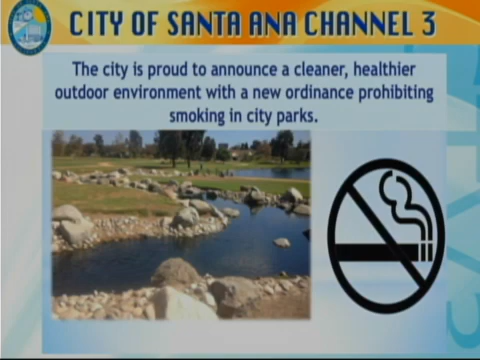 CITY OF SANTA ANA CHANNEL 3
The city is proud to announce a cleaner, healthier
outdoor environment with a new ordinance prohibiting
smoking in city parks.